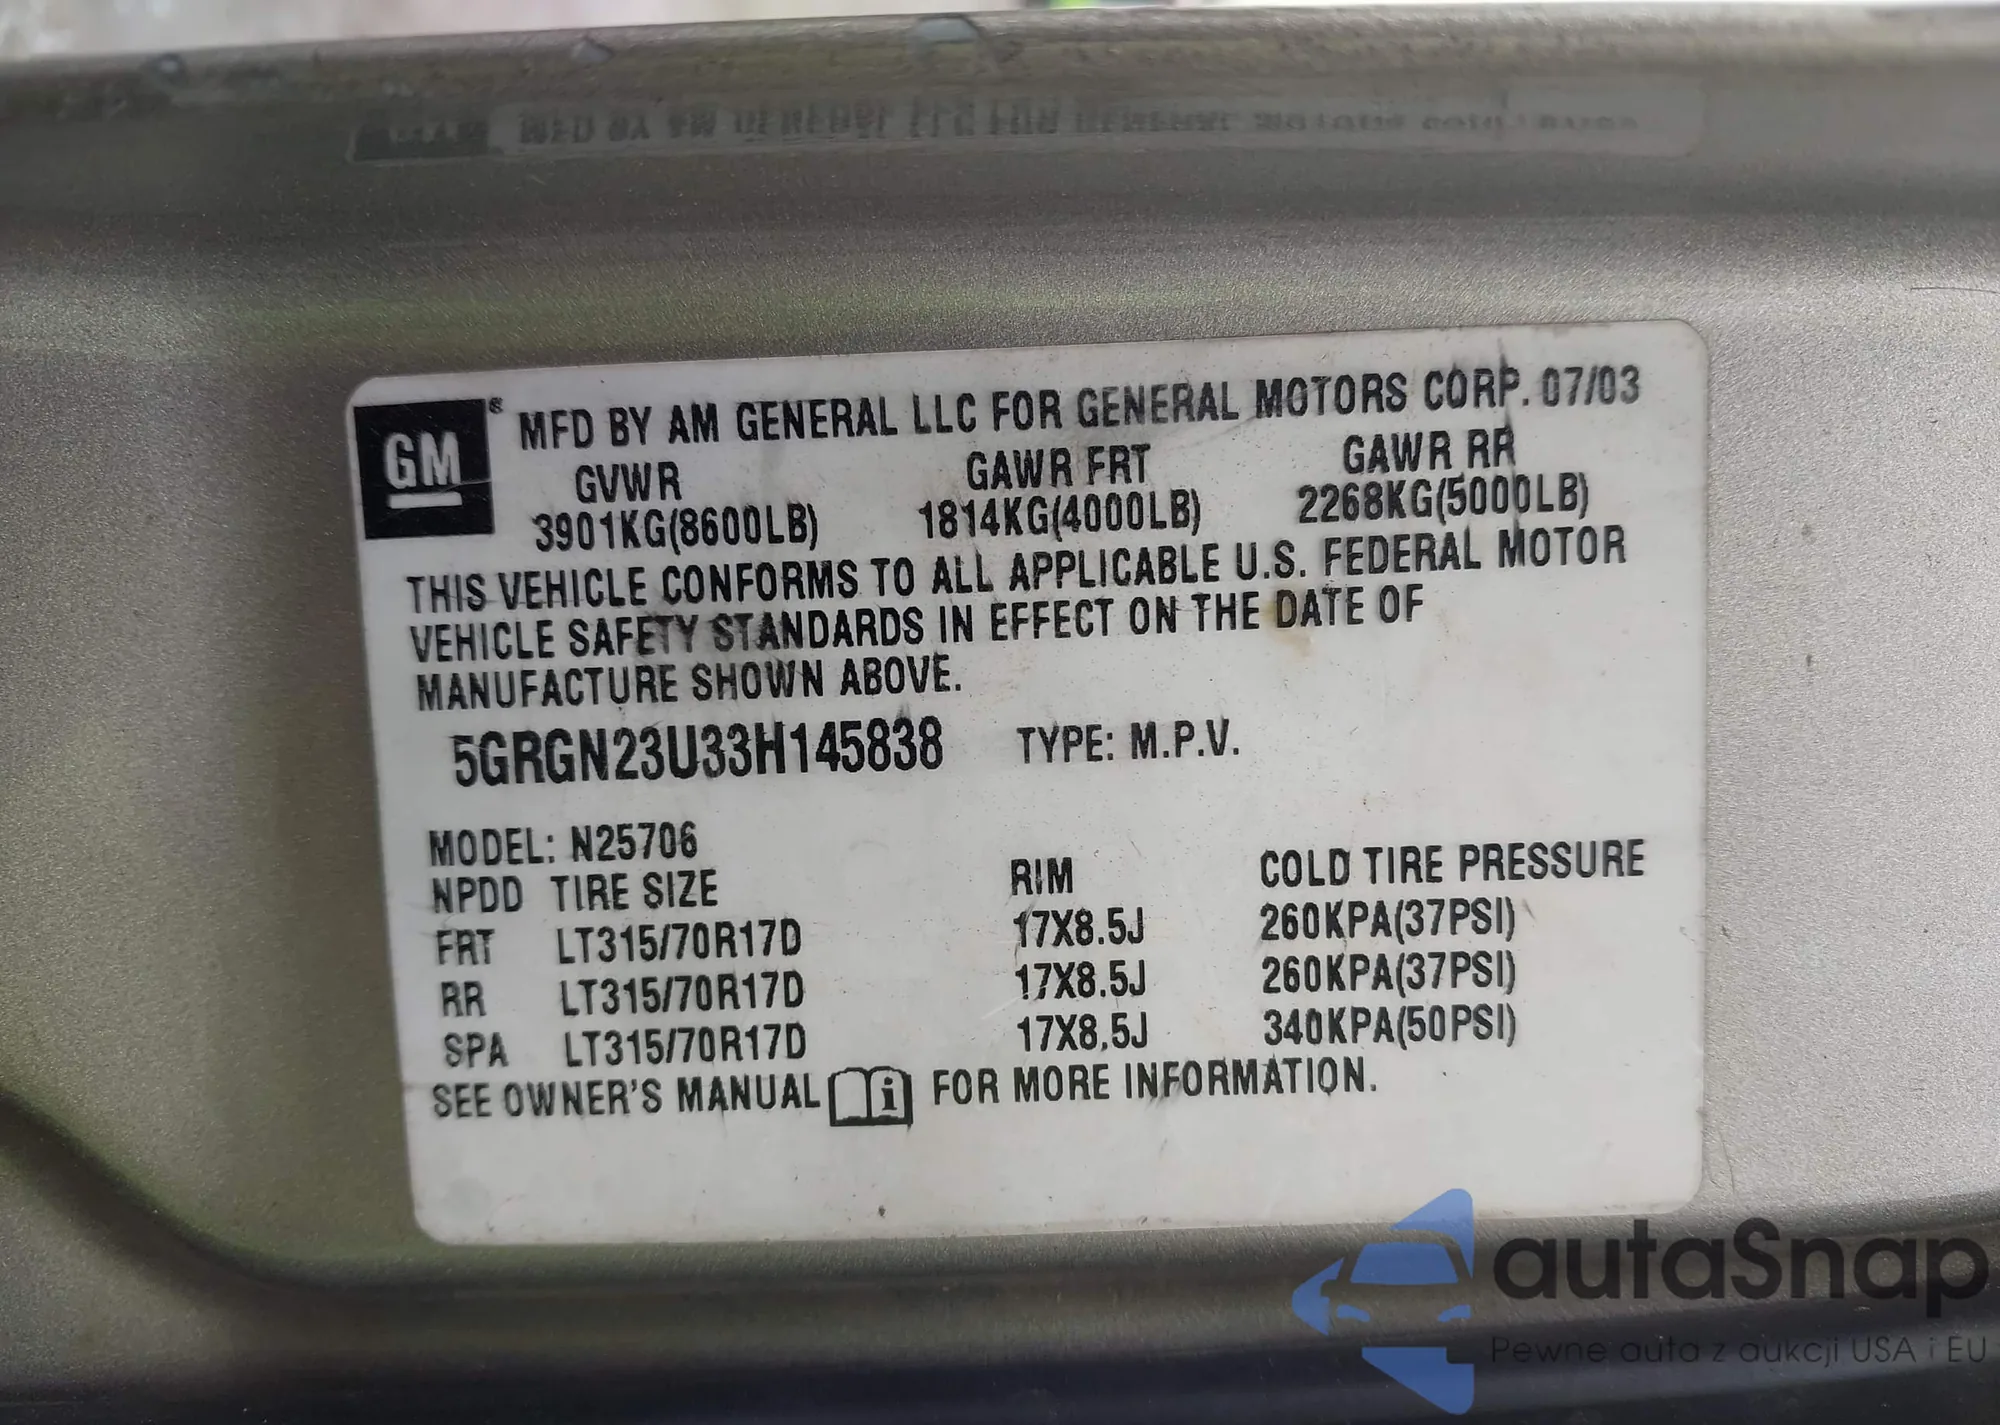 GM® MFD BY AM GENERAL LLC FOR GENERAL MOTORS CORP. 07/03
GVWR GAWR FRT GAWR RR
3901KG(8600LB) 1814KG(4000LB) 2268KG(5000LB)
THIS VEHICLE CONFORMS TO ALL APPLICABLE U.S. FEDERAL MOTOR
VEHICLE SAFETY STANDARDS IN EFFECT ON THE DATE OF
MANUFACTURE SHOWN ABOVE.
5GRGN23U33H145838 TYPE: M.P.V.
MODEL: N25706
NPDD TIRE SIZE RIM COLD TIRE PRESSURE
FRT LT315/70R17D 17X8.5J 260KPA(37PSI)
RR LT315/70R17D 17X8.5J 260KPA(37PSI)
SPA LT315/70R17D 17X8.5J 340KPA(50PSI)
SEE OWNER'S MANUAL i FOR MORE INFORMATION.
autaSnap
Pewne auta z aukcji USA i EU